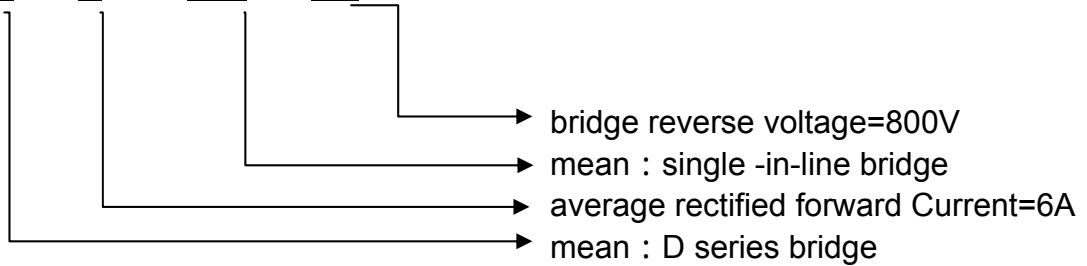 bridge reverse voltage=800V
mean：single -in-line bridge
average rectified forward Current=6A
mean：D series bridge